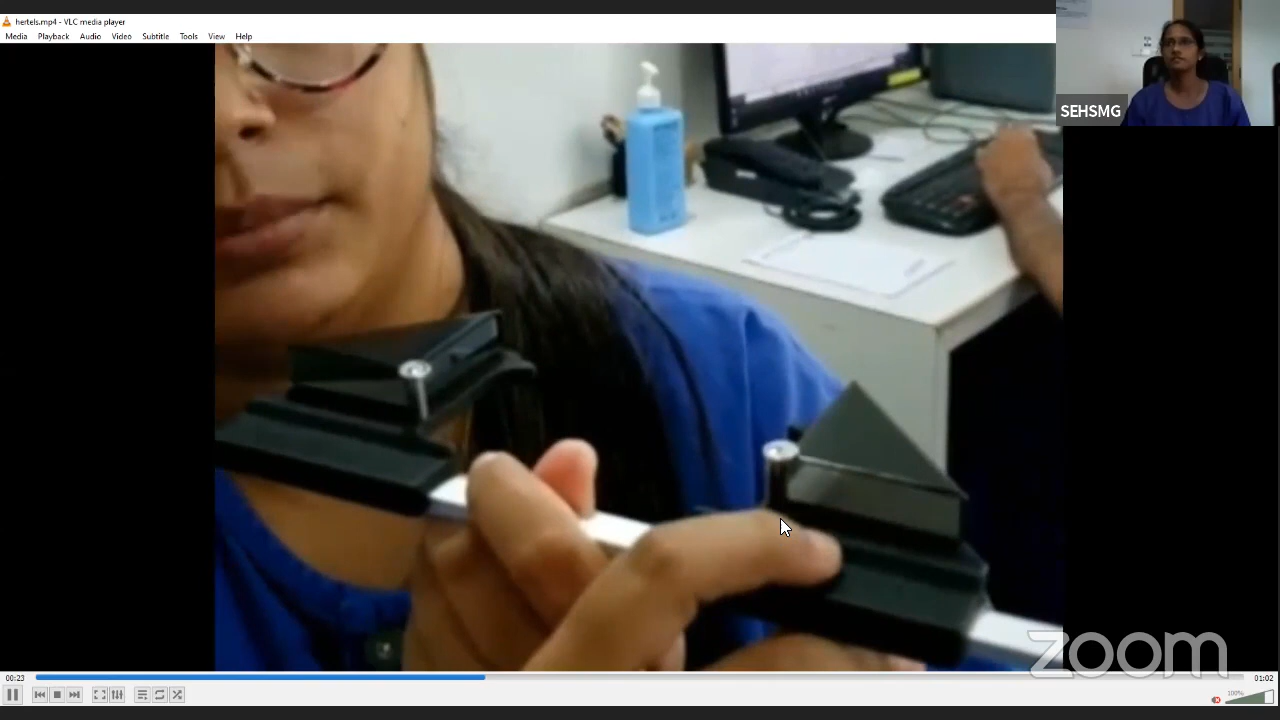 hertels.mp4 - VLC media player
Media Playback Audio Video Subtitle Tools View Help
SEHSMG
zoom
00:23
01:02
100%